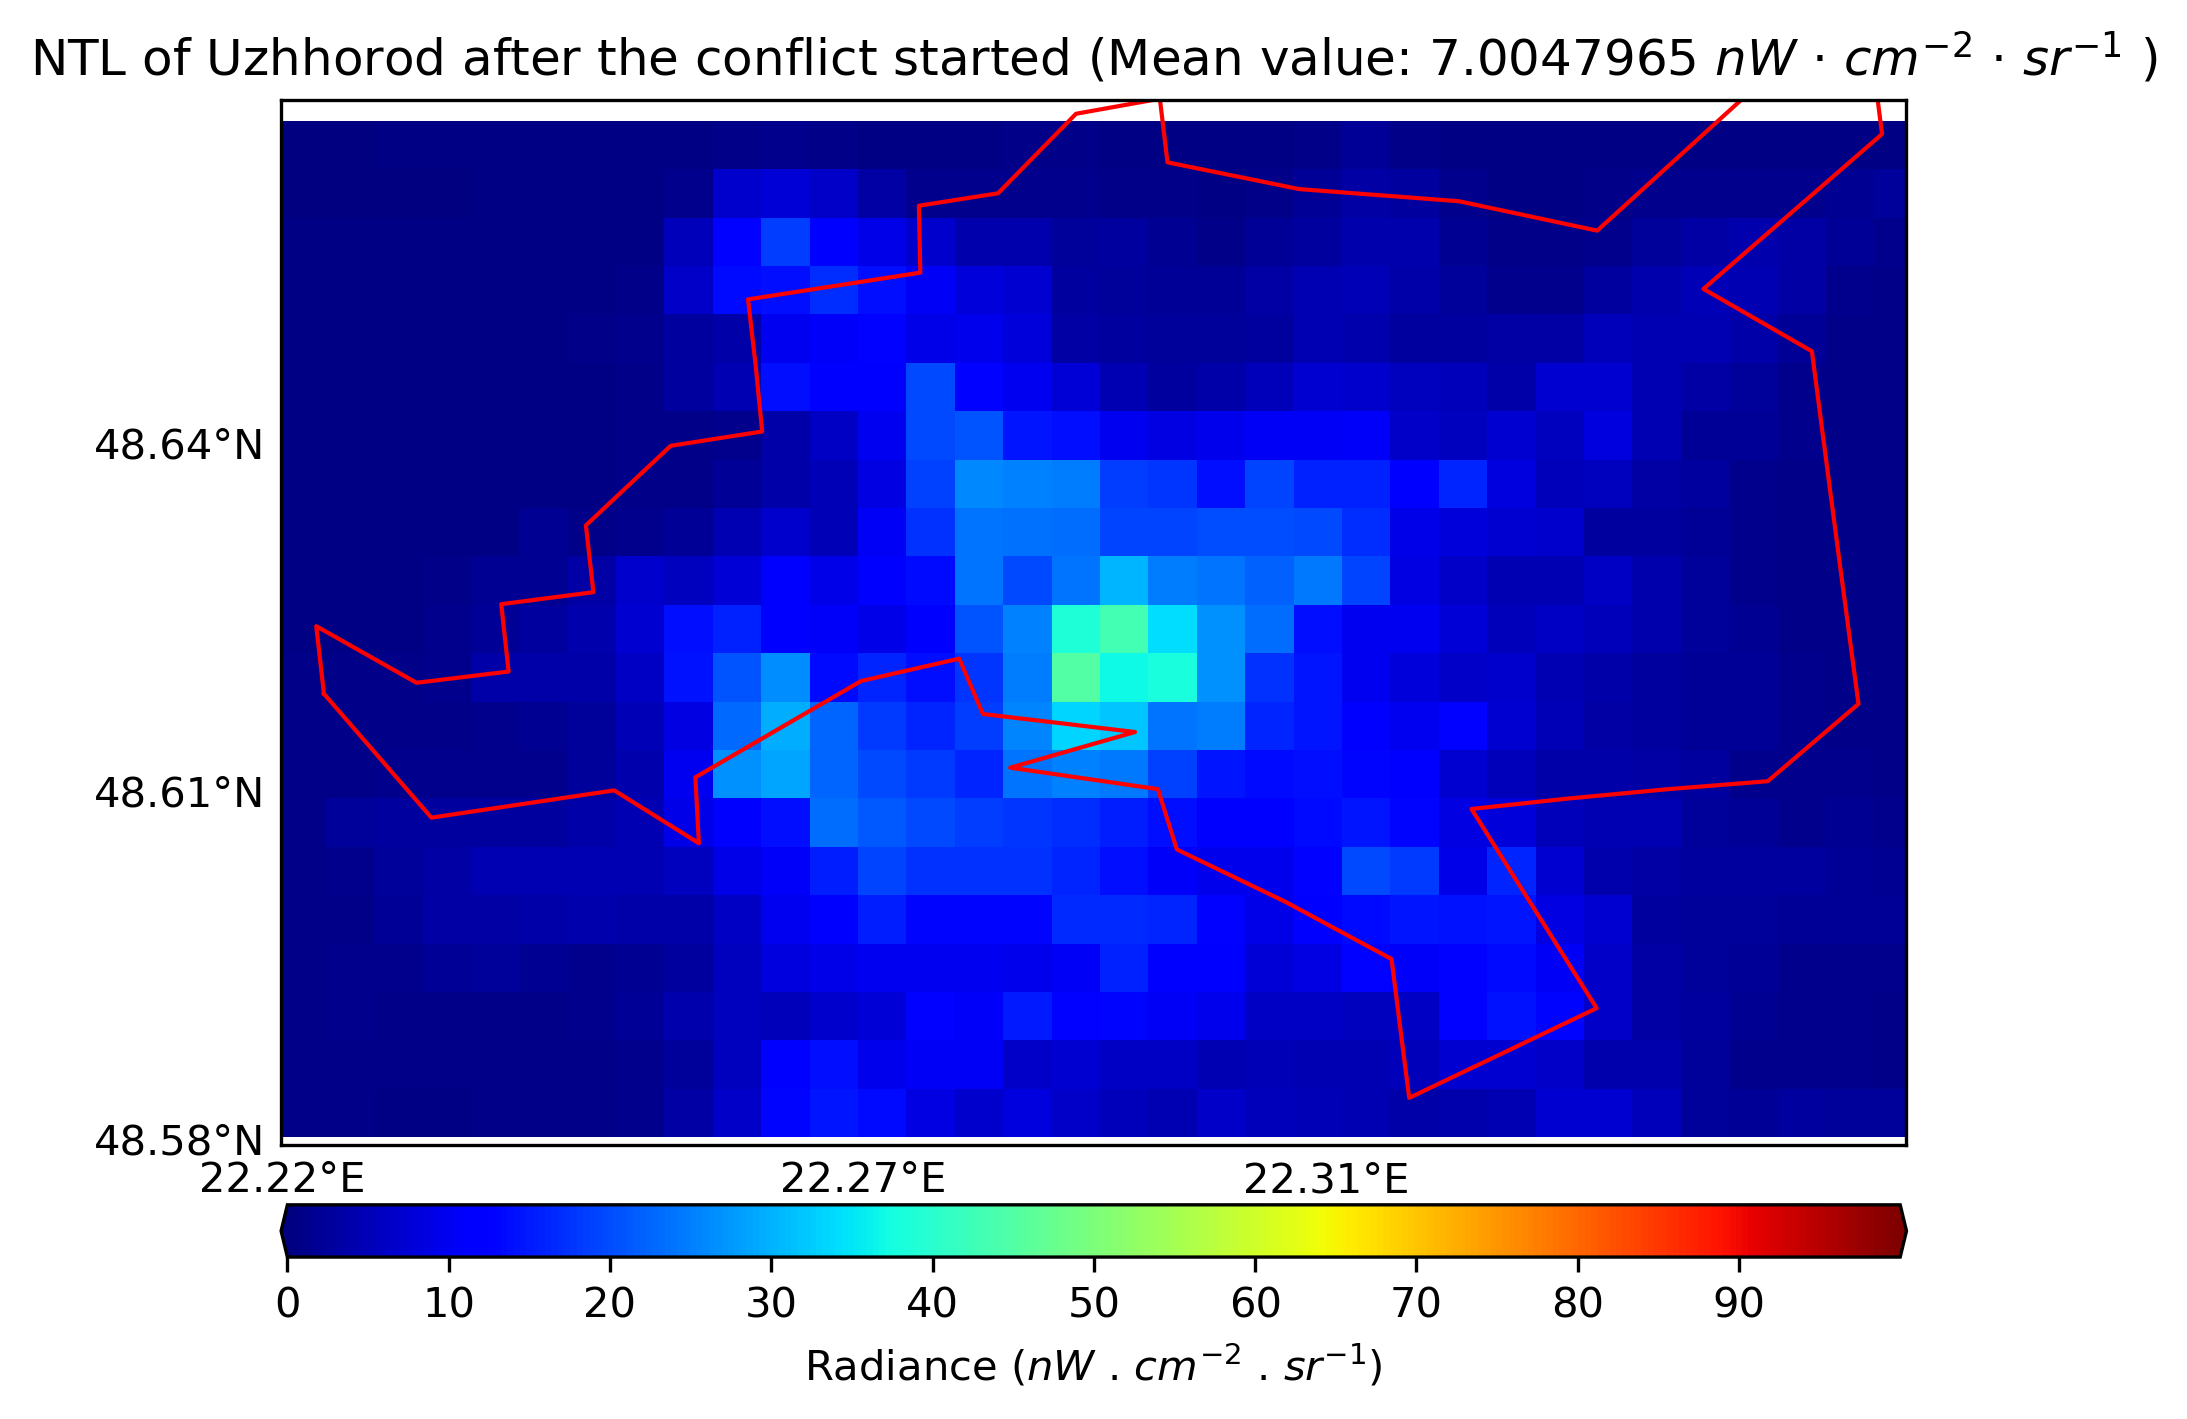 NTL of Uzhhorod after the conflict started (Mean value: 7.0047965 nW · cm⁻² · sr⁻¹ )
48.64°N
48.61°N
48.58°N
22.22°E 22.27°E 22.31°E
0 10 20 30 40 50 60 70 80 90
Radiance (nW . cm⁻² . sr⁻¹)